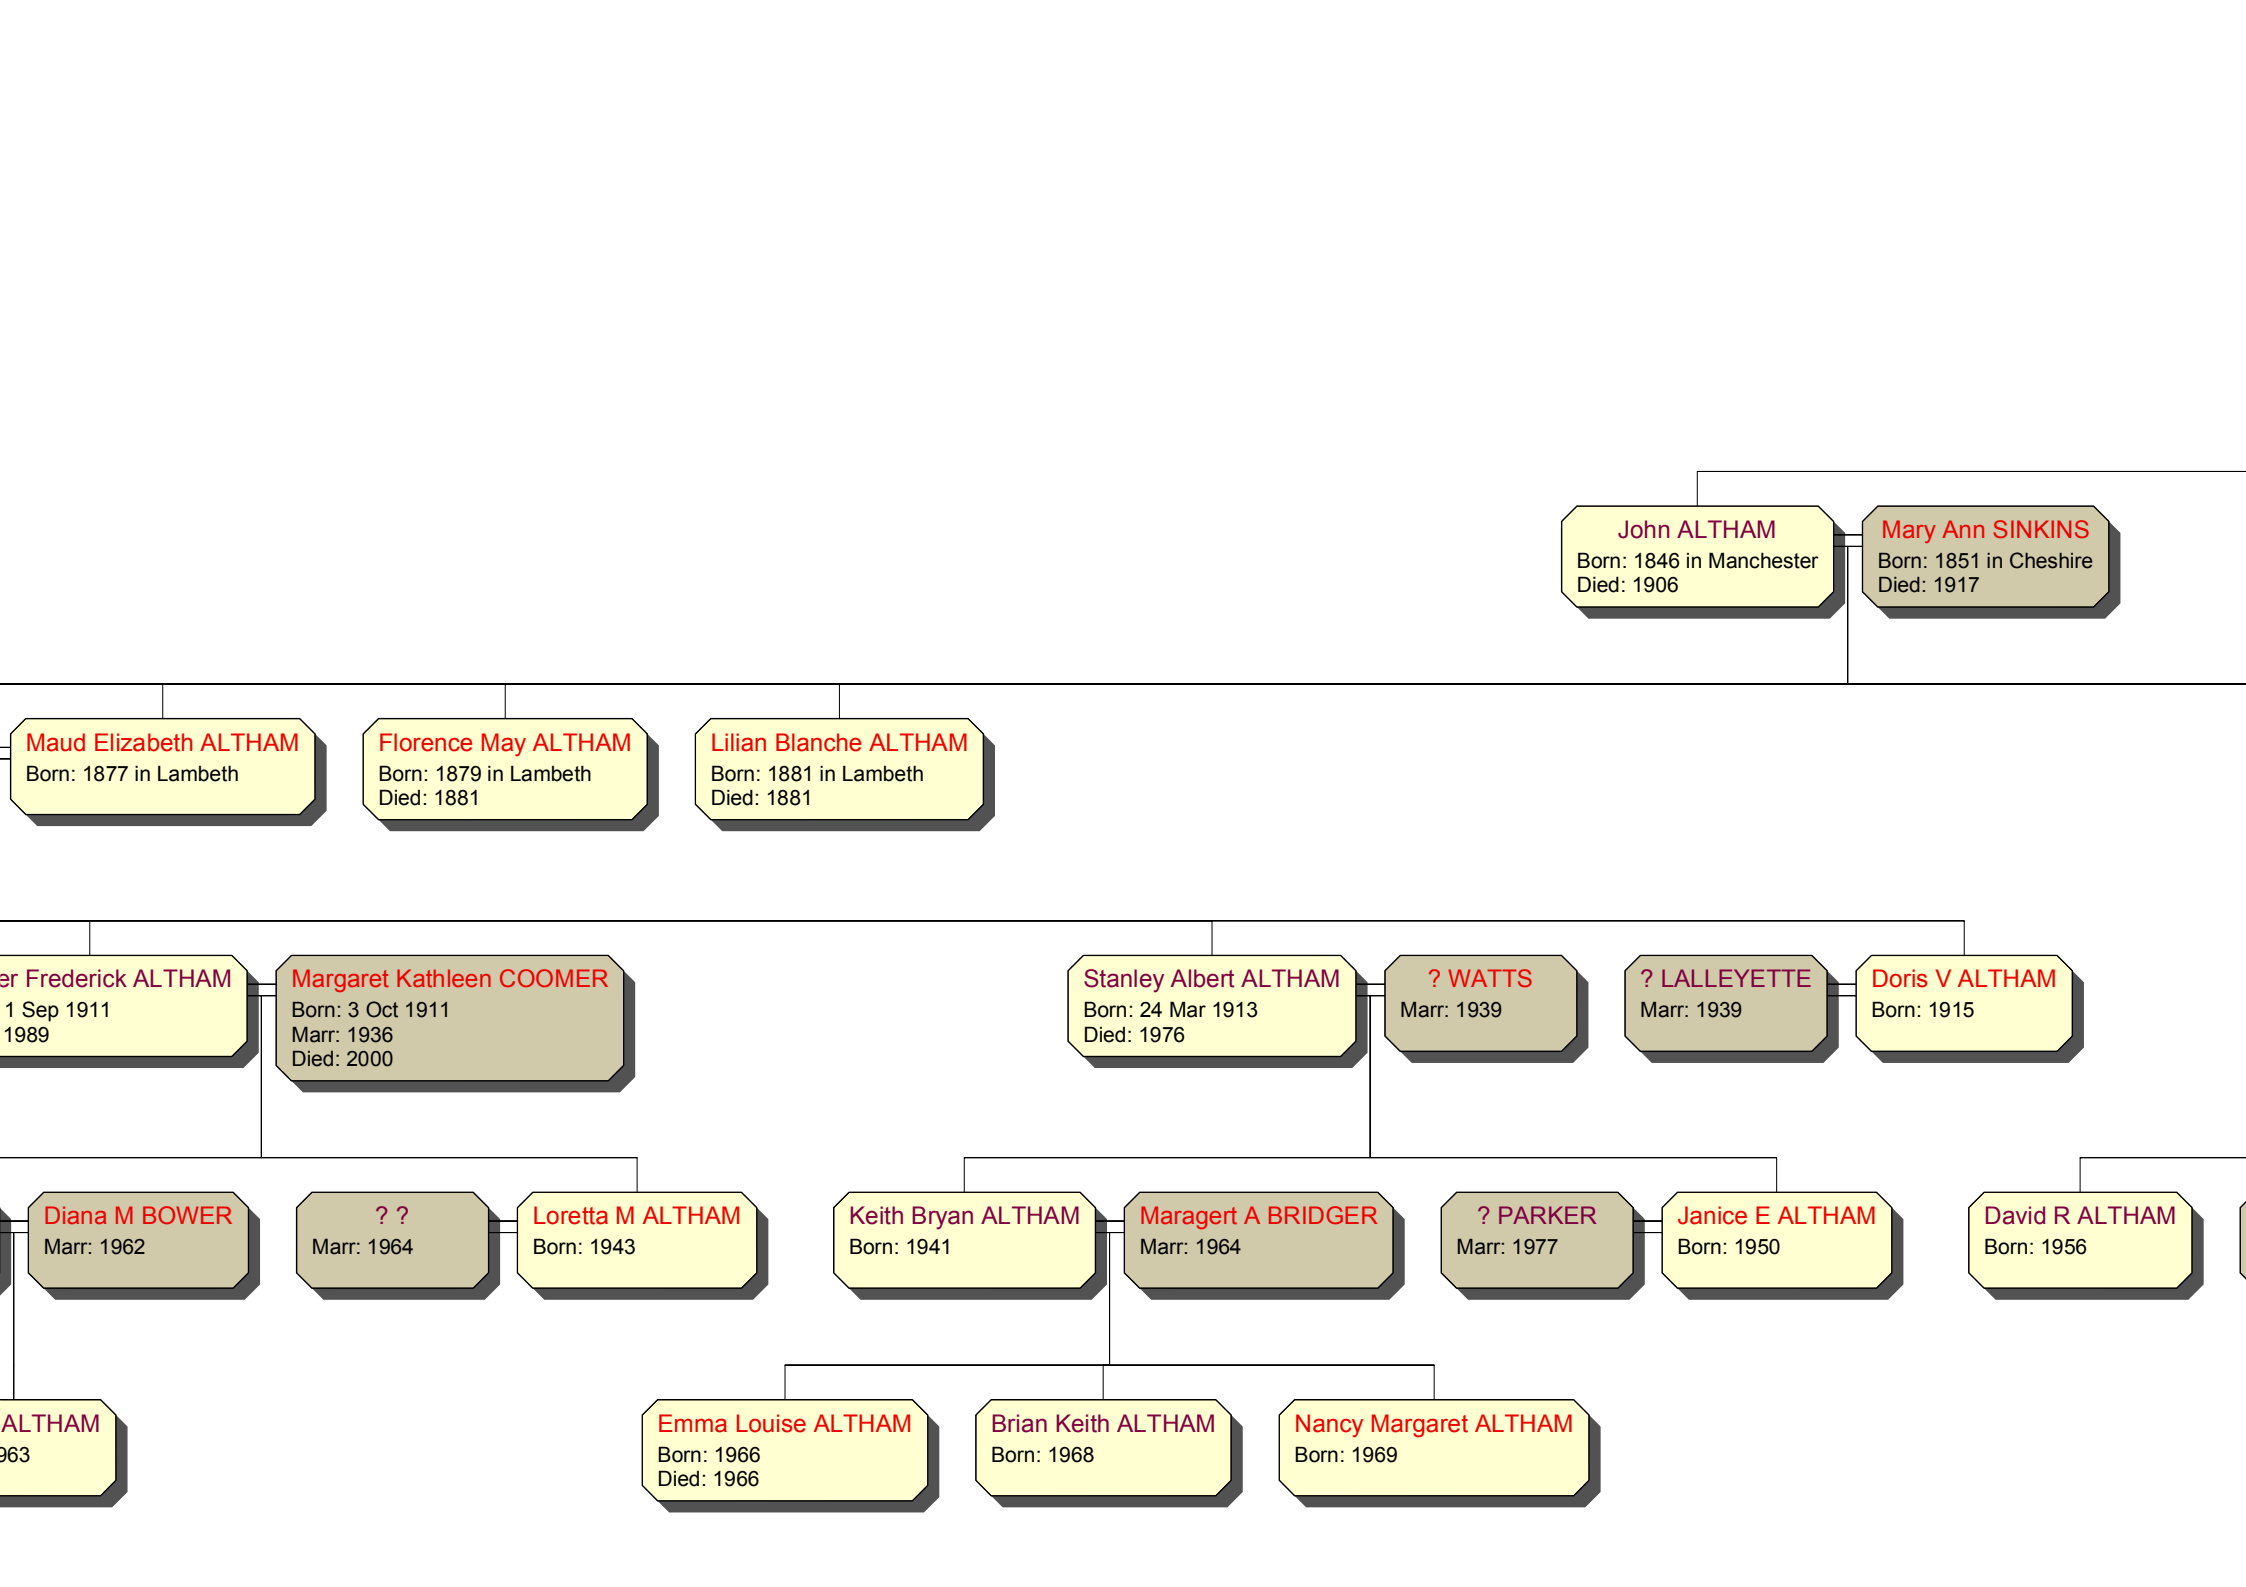 John ALTHAM
Born: 1846 in Manchester
Died: 1906
Mary Ann SINKINS
Born: 1851 in Cheshire
Died: 1917
Maud Elizabeth ALTHAM
Born: 1877 in Lambeth
Florence May ALTHAM
Born: 1879 in Lambeth
Died: 1881
Lilian Blanche ALTHAM
Born: 1881 in Lambeth
Died: 1881
er Frederick ALTHAM
1 Sep 1911
1989
Margaret Kathleen COOMER
Born: 3 Oct 1911
Marr: 1936
Died: 2000
Stanley Albert ALTHAM
Born: 24 Mar 1913
Died: 1976
? WATTS
Marr: 1939
? LALLEYETTE
Marr: 1939
Doris V ALTHAM
Born: 1915
Diana M BOWER
Marr: 1962
? ?
Marr: 1964
Loretta M ALTHAM
Born: 1943
Keith Bryan ALTHAM
Born: 1941
Maragert A BRIDGER
Marr: 1964
? PARKER
Marr: 1977
Janice E ALTHAM
Born: 1950
David R ALTHAM
Born: 1956
ALTHAM
963
Emma Louise ALTHAM
Born: 1966
Died: 1966
Brian Keith ALTHAM
Born: 1968
Nancy Margaret ALTHAM
Born: 1969